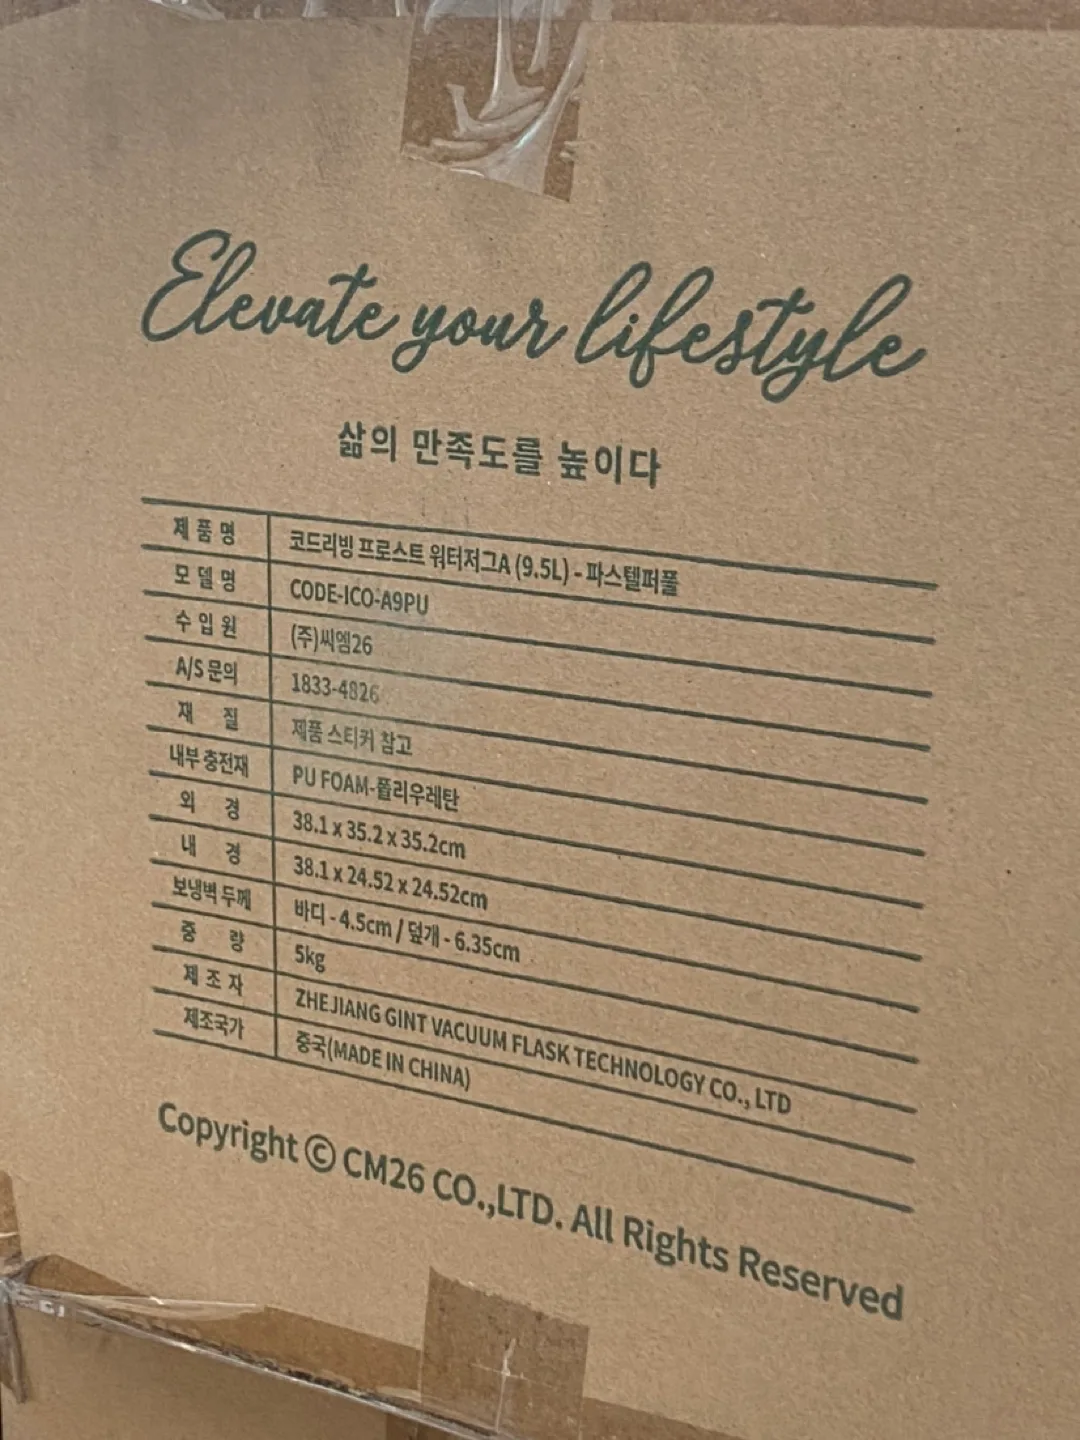 Elevate your lifestyle
삶의 만족도를 높이다
제품명 코드리빙 프로스트 워터저그A (9.5L) - 파스텔퍼플
모델명 CODE-ICO-A9PU
수입원 (주)씨엠26
A/S 문의 1833-4826
재 질 제품 스티커 참고
내부 충전재 PU FOAM-폴리우레탄
외 경 38.1 x 35.2 x 35.2cm
내 경 38.1 x 24.52 x 24.52cm
보냉벽 두께 바디 - 4.5cm / 덮개 - 6.35cm
중 량 5kg
제조자 ZHEJIANG GINT VACUUM FLASK TECHNOLOGY CO., LTD
제조국가 중국(MADE IN CHINA)
Copyright © CM26 CO.,LTD. All Rights Reserved